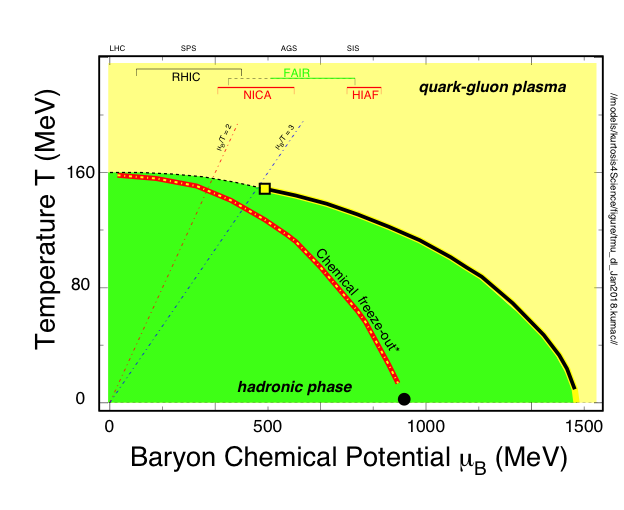 LHC SPS AGS SIS
RHIC
FAIR
NICA
HIAF
quark-gluon plasma
μB/T = 2
μB/T = 3
Temperature T (MeV)
160
80
0
Chemical freeze-out*
hadronic phase
0 500 1000 1500
Baryon Chemical Potential μB (MeV)
//models/kurtosis4Science/figure/tmu_dl_Jan2018.kumac//